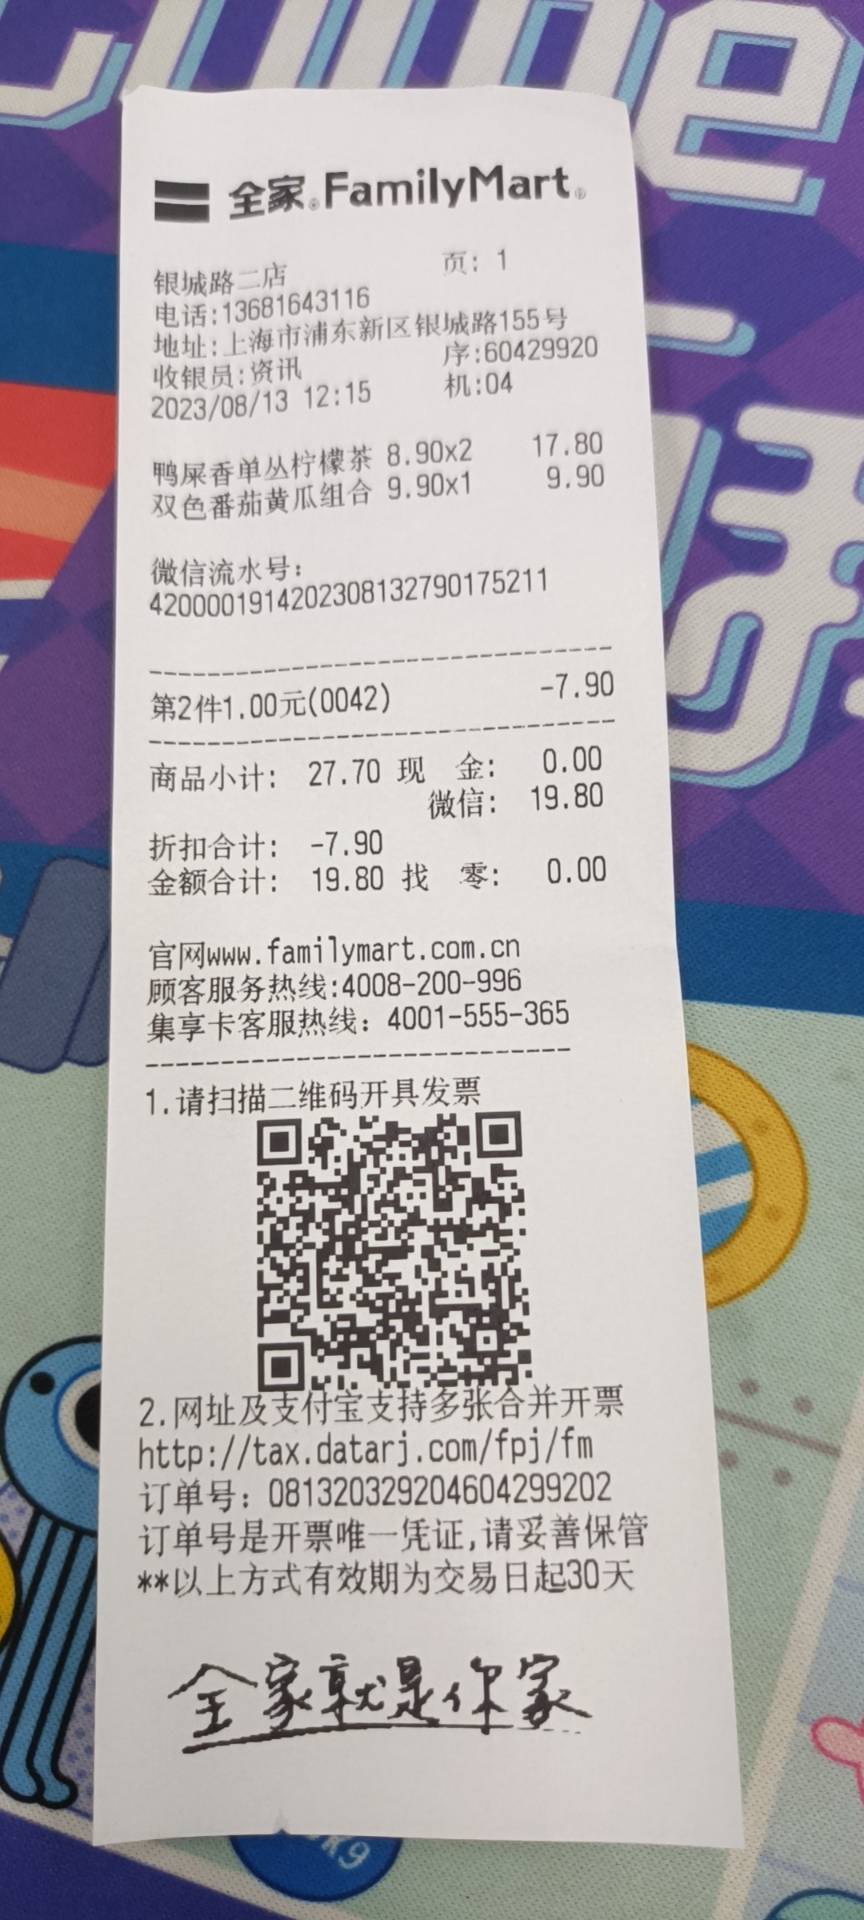 全家 FamilyMart
银城路二店 页: 1
电话:13681643116
地址:上海市浦东新区银城路155号
收银员:资讯 序:60429920
2023/08/13 12:15 机:04
鸭屎香单丛柠檬茶 8.90x2 17.80
双色番茄黄瓜组合 9.90x1 9.90
微信流水号:
4200001914202308132790175211
第2件1.00元(0042) -7.90
商品小计: 27.70 现 金: 0.00
微信: 19.80
折扣合计: -7.90
金额合计: 19.80 找 零: 0.00
官网www.familymart.com.cn
顾客服务热线:4008-200-996
集享卡客服热线: 4001-555-365
1.请扫描二维码开具发票
2.网址及支付宝支持多张合并开票
http://tax.datarj.com/fpj/fm
订单号: 081320329204604299202
订单号是开票唯一凭证,请妥善保管
**以上方式有效期为交易日起30天
全家就是你家